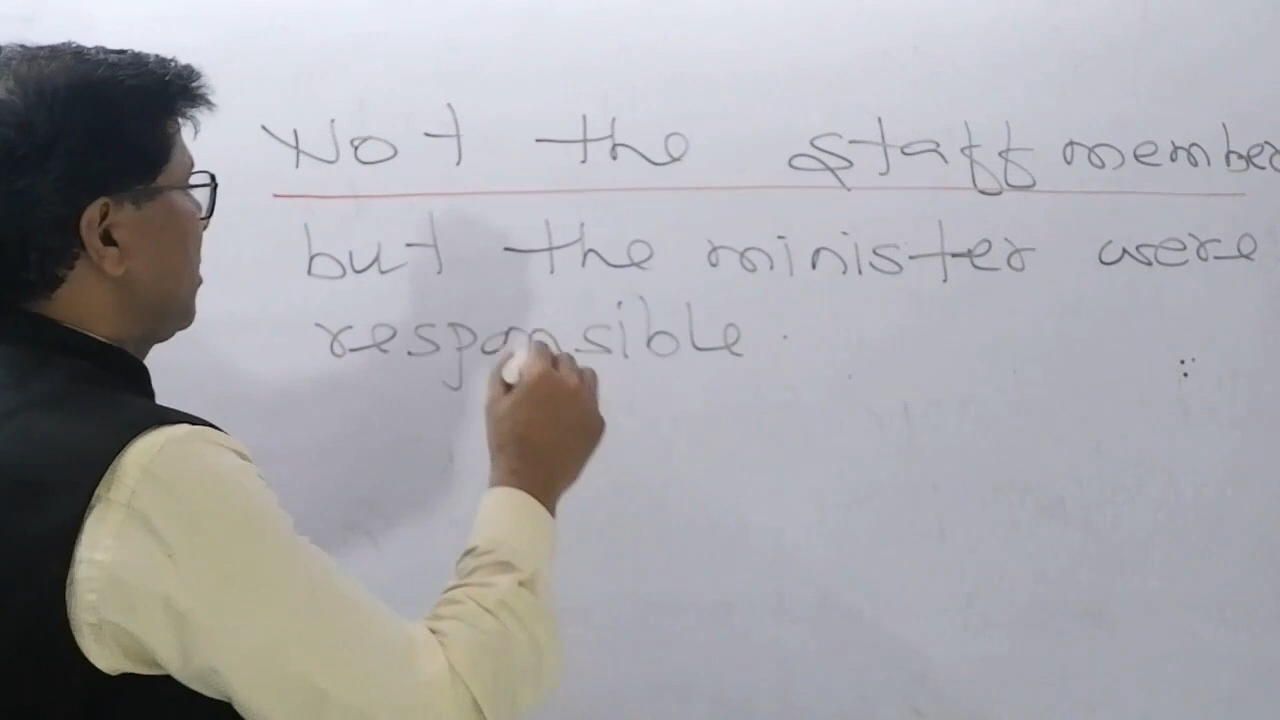 Not the staff member
but the minister were
responsible.